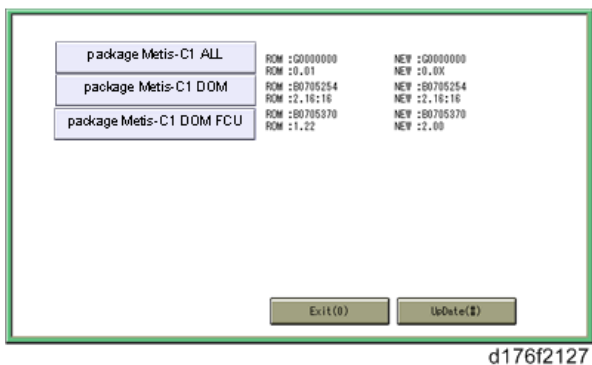 package Metis-C1 ALL
ROM :G0000000 NEW :G0000000
ROM :0.01 NEW :0.0X
package Metis-C1 DOM
ROM :B0705254 NEW :B0705254
ROM :2.16:16 NEW :2.16:16
package Metis-C1 DOM FCU
ROM :B0705370 NEW :B0705370
ROM :1.22 NEW :2.00
Exit(0) UpDate(#)
d176f2127